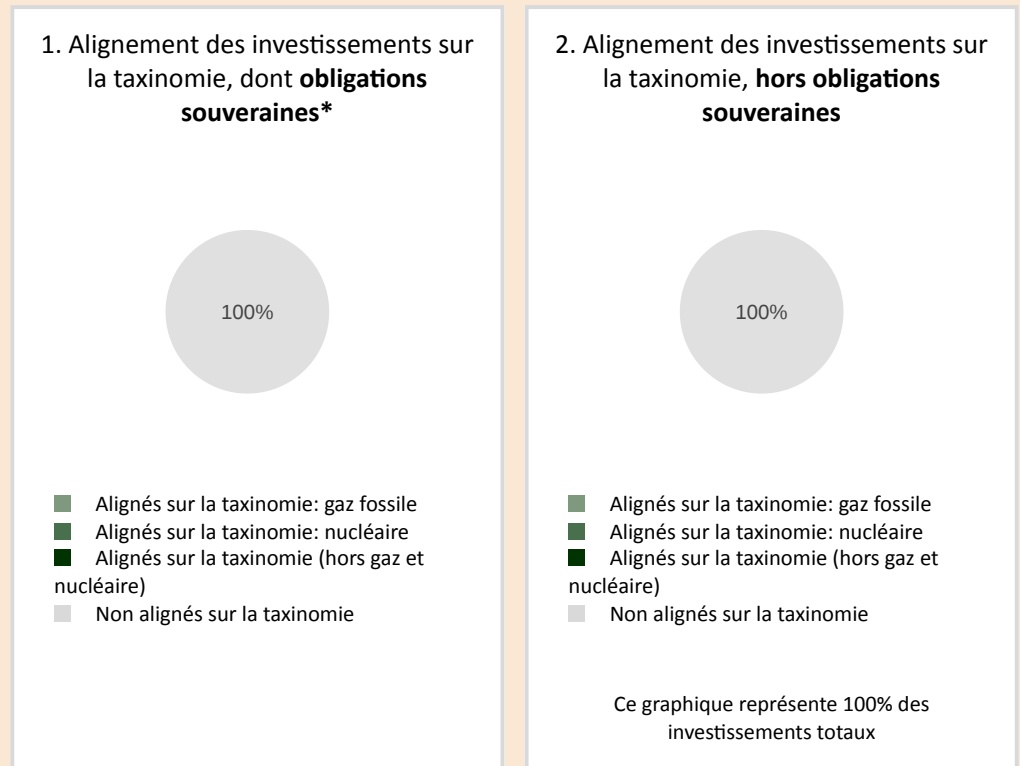 1. Alignement des investissements sur
la taxinomie, dont obligations
souveraines*
100%
Alignés sur la taxinomie: gaz fossile
Alignés sur la taxinomie: nucléaire
Alignés sur la taxinomie (hors gaz et
nucléaire)
Non alignés sur la taxinomie
2. Alignement des investissements sur
la taxinomie, hors obligations
souveraines
100%
Alignés sur la taxinomie: gaz fossile
Alignés sur la taxinomie: nucléaire
Alignés sur la taxinomie (hors gaz et
nucléaire)
Non alignés sur la taxinomie
Ce graphique représente 100% des
investissements totaux